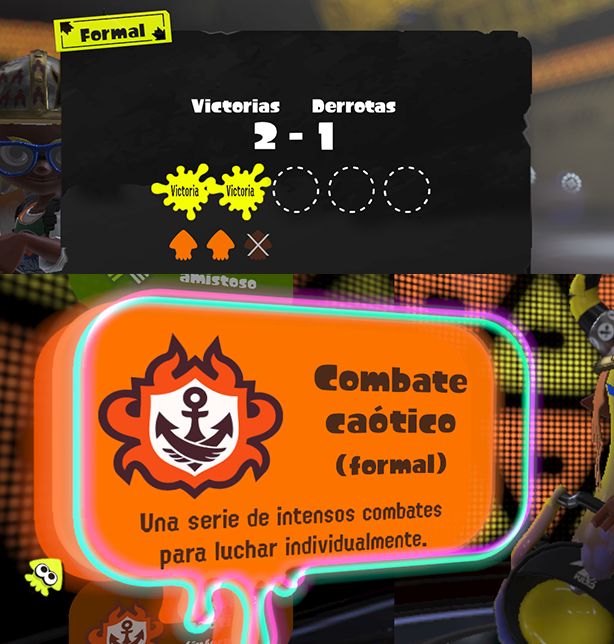 Formal
Victorias Derrotas
2 - 1
Victoria Victoria
amistoso
Combate
caótico
(formal)
Una serie de intensos combates
para luchar individualmente.